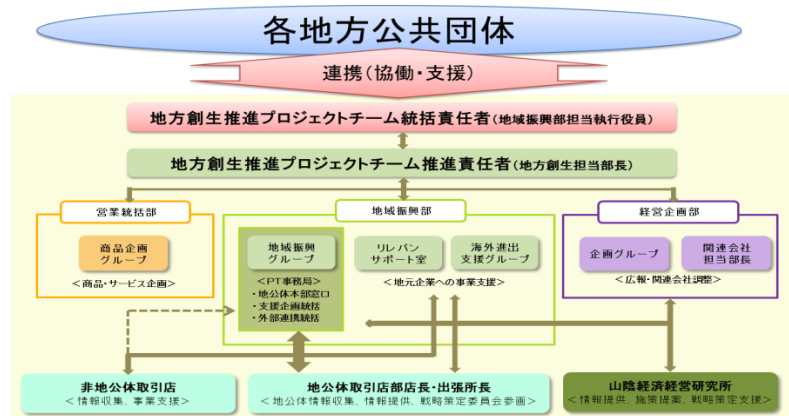 各地方公共団体
連携（協働・支援）
地方創生推進プロジェクトチーム統括責任者（地域振興部担当執行役員）
地方創生推進プロジェクトチーム推進責任者（地方創生担当部長）
営業統括部
商品企画
グループ
＜商品・サービス企画＞
地域振興部
地域振興
グループ
＜PT事務局＞
・地公体本部窓口
・支援企画統括
・外部連携統括
リレバン
サポート室
海外進出
支援グループ
＜地元企業への事業支援＞
経営企画部
企画グループ
関連会社
担当部長
＜広報・関連会社調整＞
非地公体取引店
＜情報収集、事業支援＞
地公体取引店部店長・出張所長
＜地公体情報収集、情報提供、戦略策定委員会参画＞
山陰経済経営研究所
＜情報提供、施策提案、戦略策定支援＞